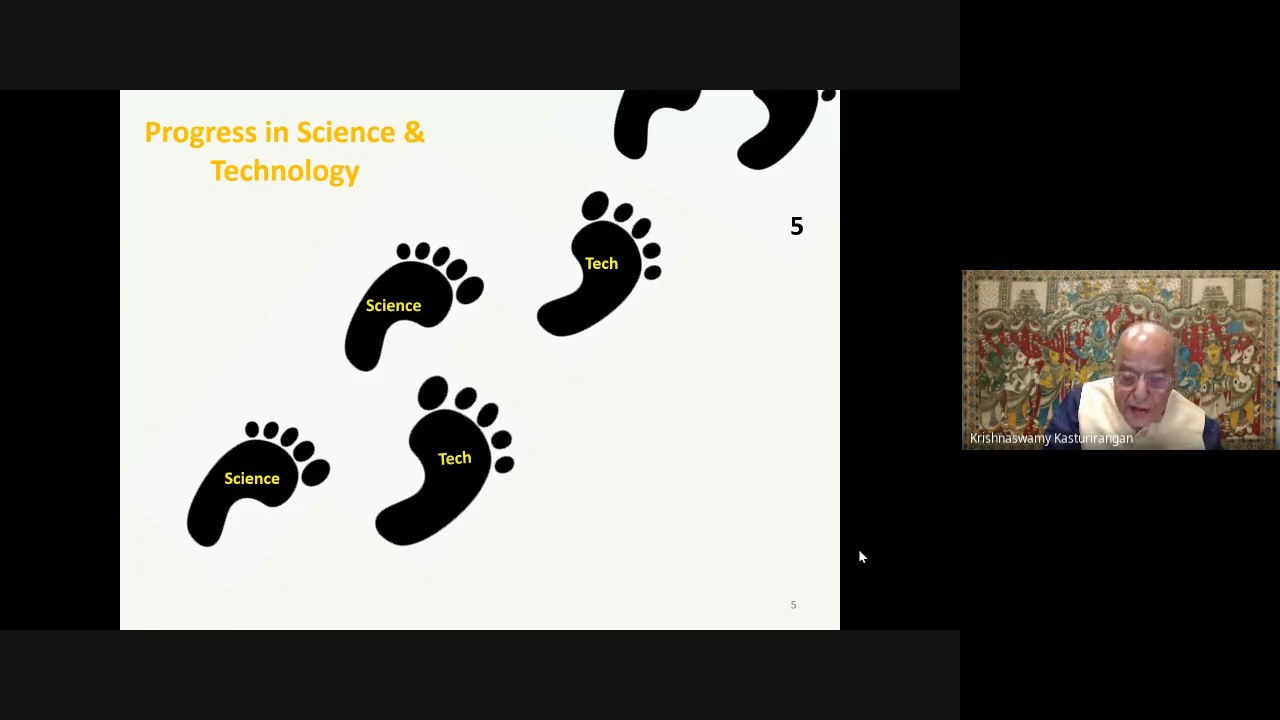 Progress in Science &
Technology
5
Tech
Science
Tech
Science
5
Krishnaswamy Kasturirangan